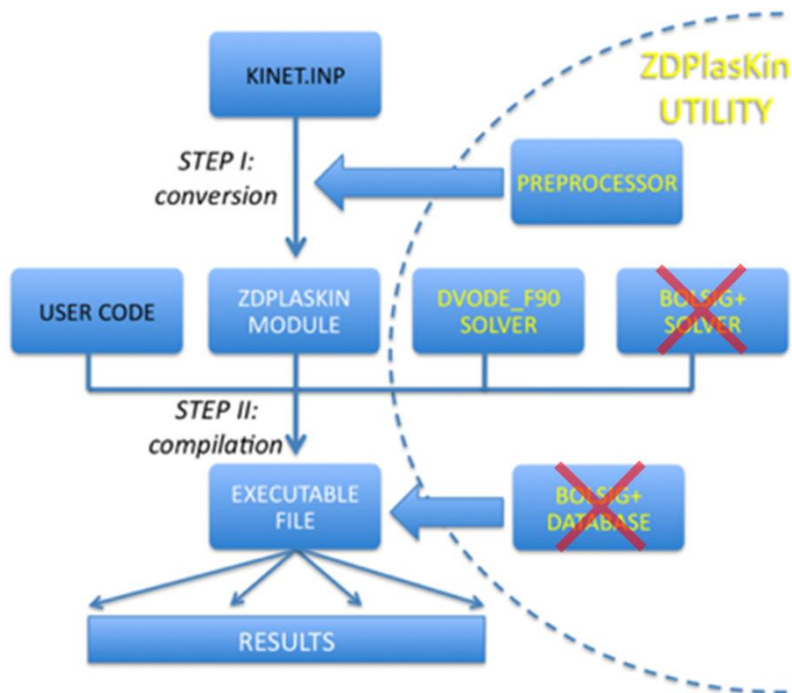 ZDPlasKin
UTILITY
KINET.INP
STEP I:
conversion
PREPROCESSOR
USER CODE
ZDPLASKIN
MODULE
DVODE_F90
SOLVER
BOLSIG+
SOLVER
STEP II:
compilation
EXECUTABLE
FILE
BOLSIG+
DATABASE
RESULTS